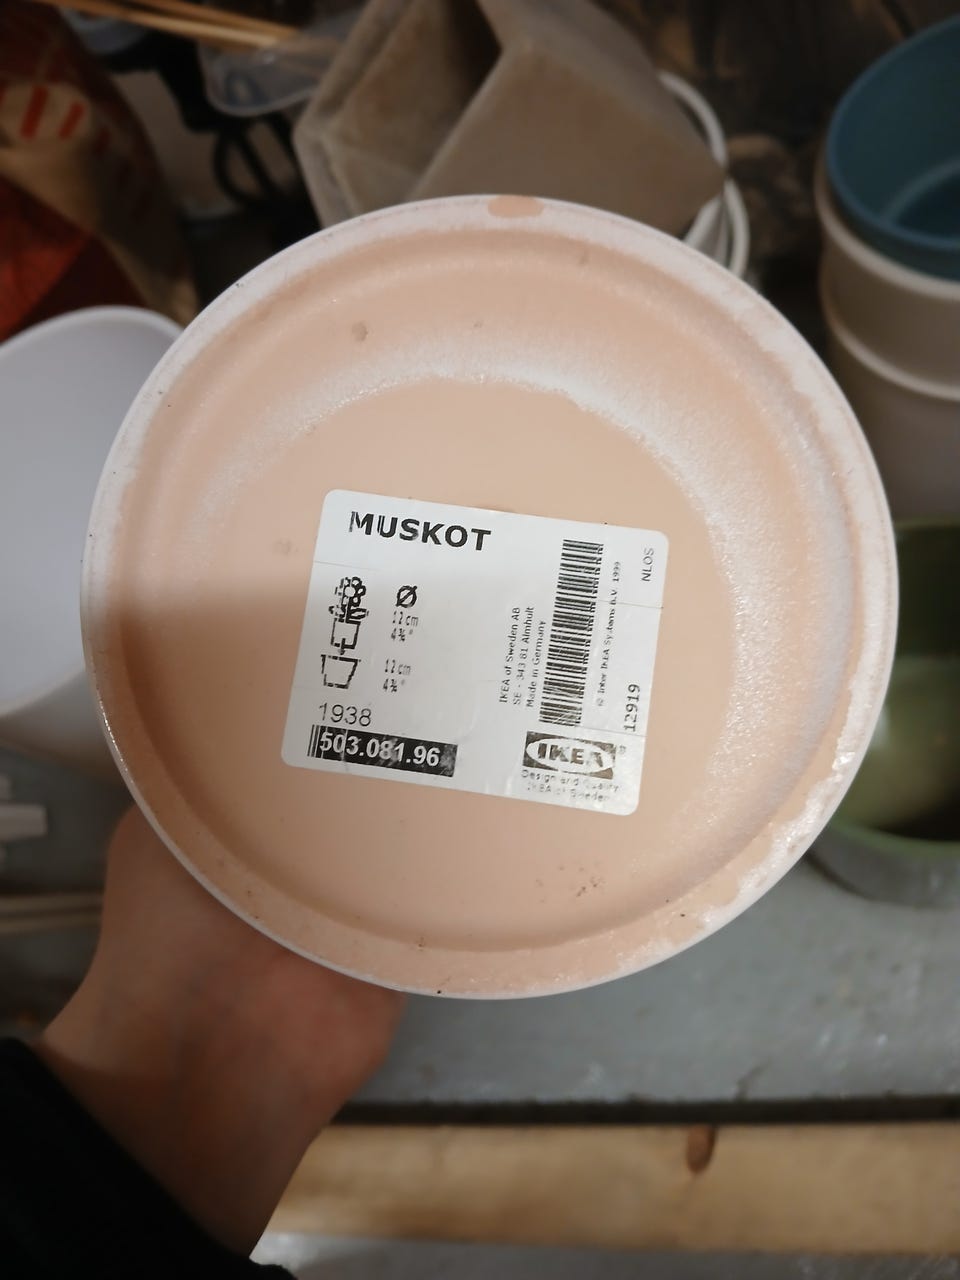 MUSKOT
Ø
12 cm
4¾ "
12 cm
4¾ "
1938
503.081.96
IKEA of Sweden AB
SE - 343 81 Älmhult
Made in Germany
© Inter IKEA Systems B.V. 1999
NLOS
12919
IKEA
®
Design and Quality
IKEA of Sweden